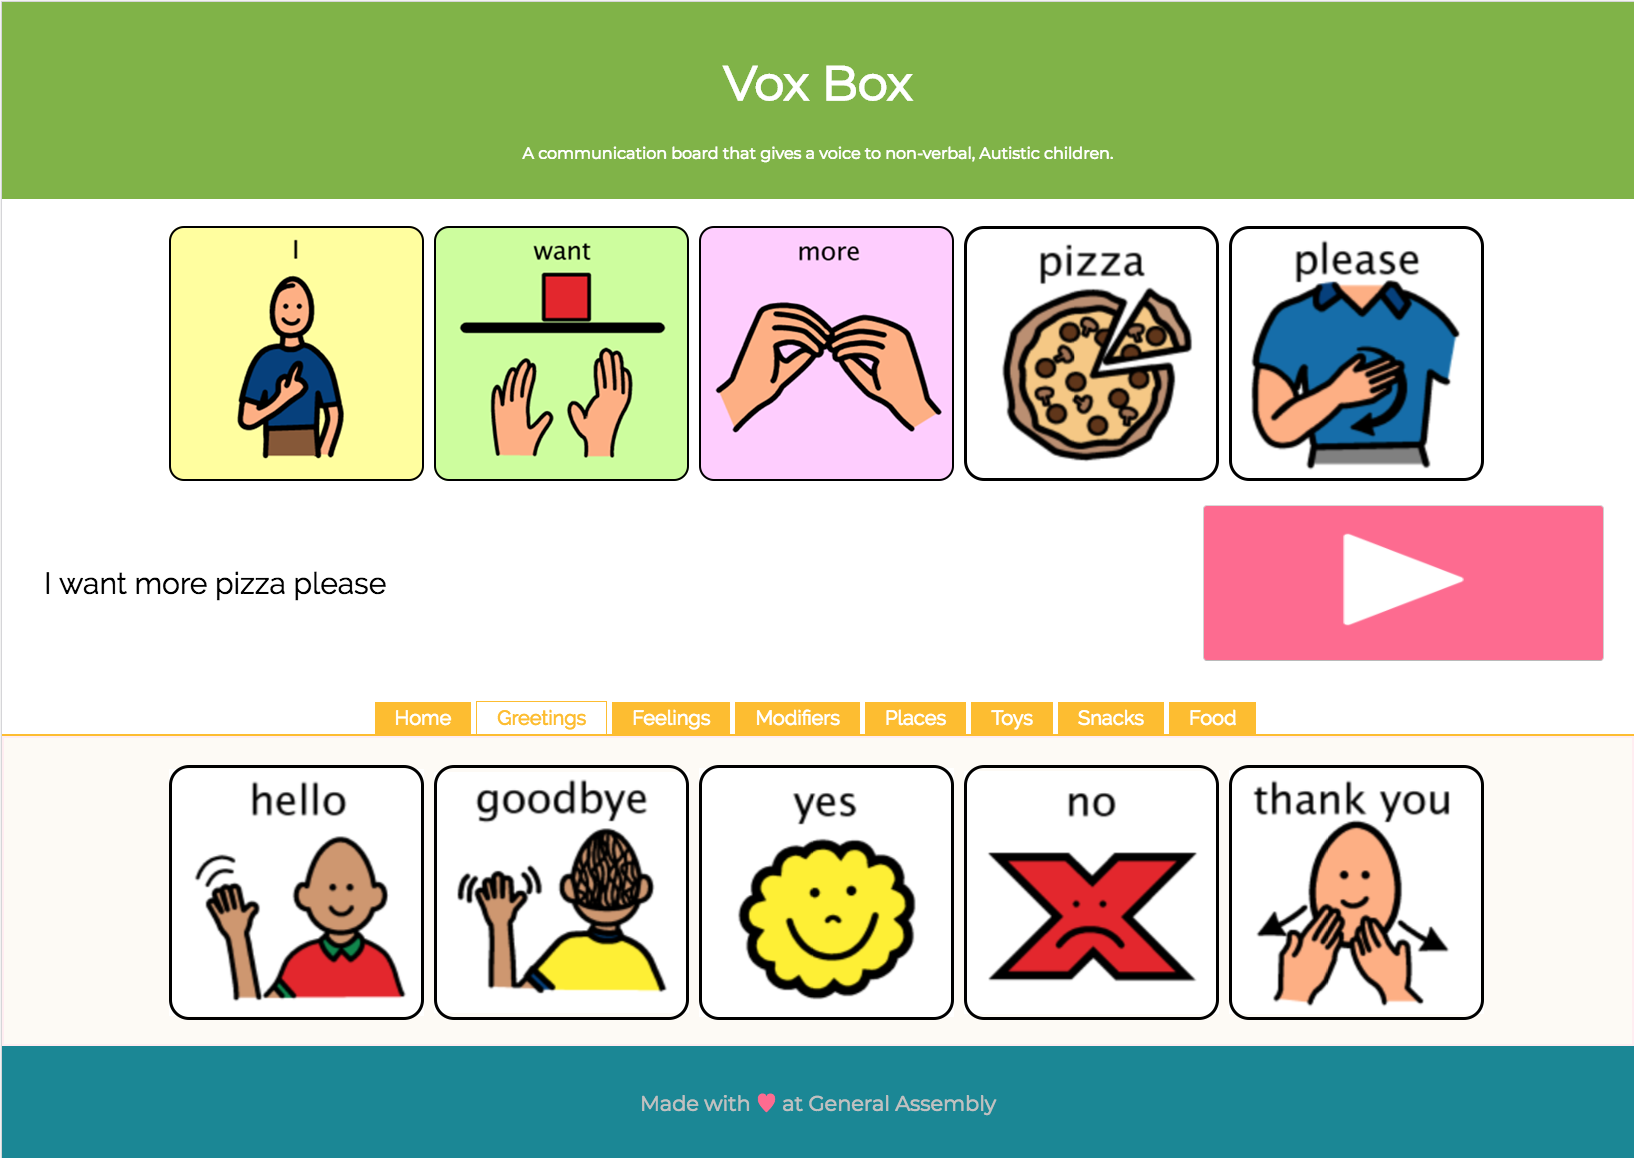 Vox Box
A communication board that gives a voice to non-verbal, Autistic children.
I want more pizza please
I want more pizza please
Home Greetings Feelings Modifiers Places Toys Snacks Food
hello goodbye yes no thank you
Made with at General Assembly